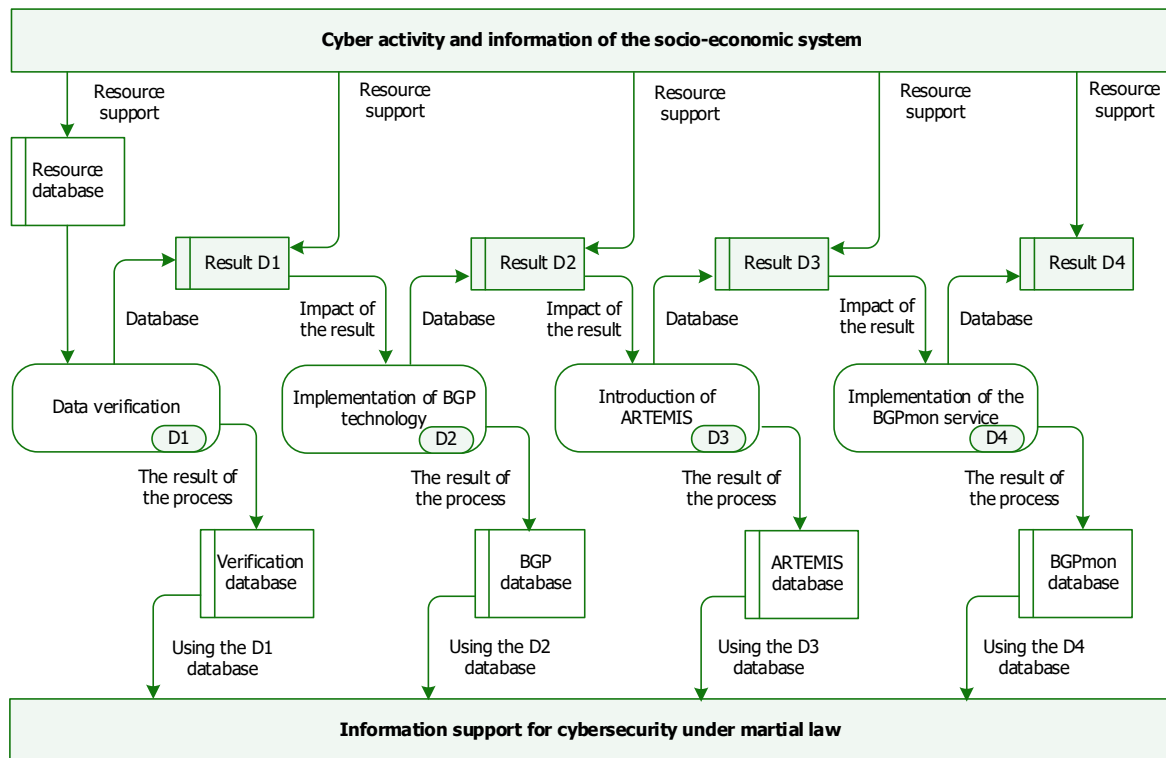 Cyber activity and information of the socio-economic system
Resource
support
Resource
support
Resource
support
Resource
support
Resource
support
Resource
database
Result D1
Result D2
Result D3
Result D4
Database
Impact of
the result
Database
Impact of
the result
Database
Impact of
the result
Database
Data verification
D1
Implementation of BGP
technology
D2
Introduction of
ARTEMIS
D3
Implementation of the
BGPmon service
D4
The result of
the process
The result of
the process
The result of
the process
The result of
the process
Verification
database
BGP
database
ARTEMIS
database
BGPmon
database
Using the D1
database
Using the D2
database
Using the D3
database
Using the D4
database
Information support for cybersecurity under martial law